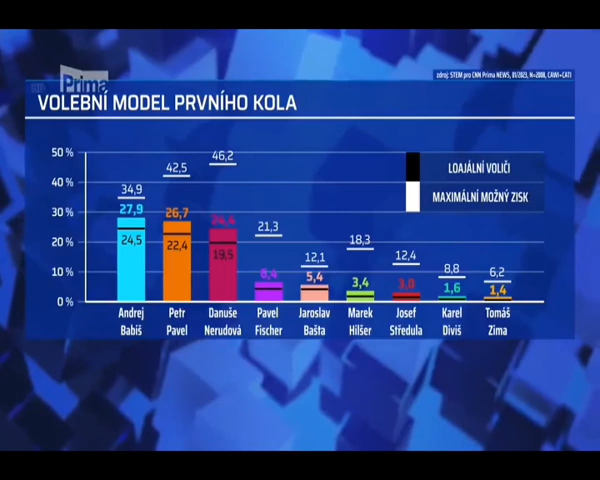 zdroj: STEM pro CNN Prima NEWS, 01/2023, N=2008, CAWI+CATI
HD Prima
VOLEBNÍ MODEL PRVNÍHO KOLA
50 %
40 %
30 %
20 %
10 %
0 %
LOAJÁLNÍ VOLIČI
MAXIMÁLNÍ MOŽNÝ ZISK
34,9
27,9
24,5
42,5
26,7
22,4
46,2
24,4
19,5
21,3
6,4
12,1
5,4
18,3
3,4
12,4
3,0
8,8
1,6
6,2
1,4
Andrej Babiš
Petr Pavel
Danuše Nerudová
Pavel Fischer
Jaroslav Bašta
Marek Hilšer
Josef Středula
Karel Diviš
Tomáš Zima